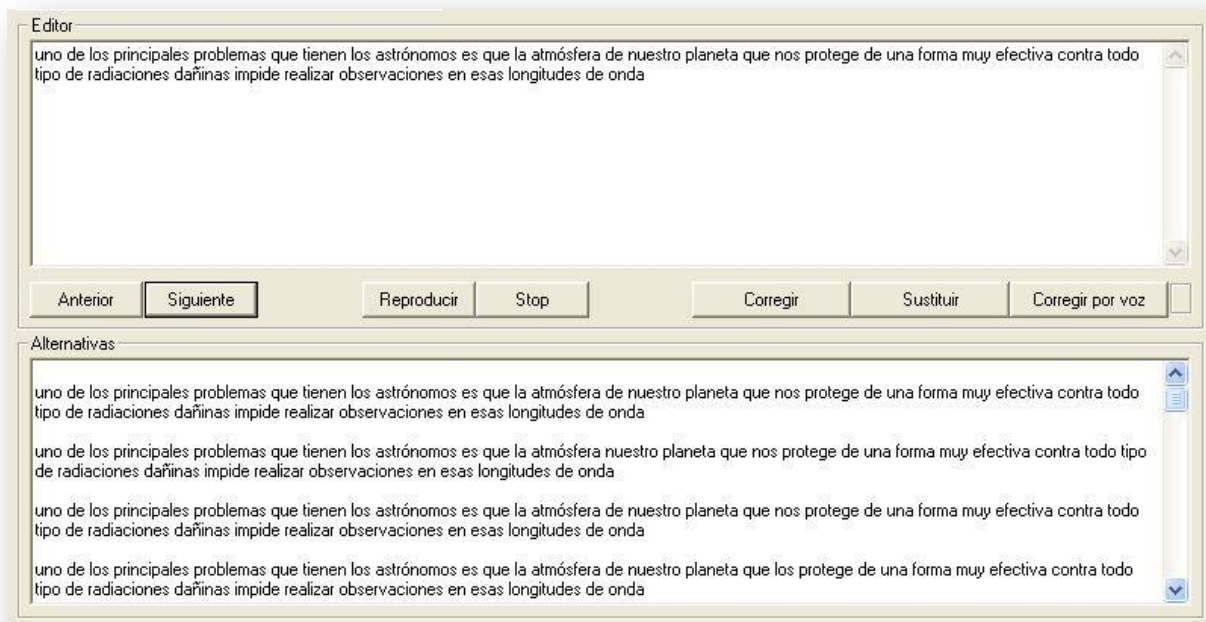 Editor
uno de los principales problemas que tienen los astrónomos es que la atmósfera de nuestro planeta que nos protege de una forma muy efectiva contra todo
tipo de radiaciones dañinas impide realizar observaciones en esas longitudes de onda
Anterior Siguiente Reproducir Stop Corregir Sustituir Corregir por voz
Alternativas
uno de los principales problemas que tienen los astrónomos es que la atmósfera de nuestro planeta que nos protege de una forma muy efectiva contra todo
tipo de radiaciones dañinas impide realizar observaciones en esas longitudes de onda
uno de los principales problemas que tienen los astrónomos es que la atmósfera nuestro planeta que nos protege de una forma muy efectiva contra todo tipo
de radiaciones dañinas impide realizar observaciones en esas longitudes de onda
uno de los principales problemas que tienen los astrónomos es que la atmósfera de nuestro planeta que nos protege de una forma muy efectiva contra todo
tipo de radiaciones dañinas impide realizar observaciones en esas longitudes de onda
uno de los principales problemas que tienen los astrónomos es que la atmósfera de nuestro planeta que los protege de una forma muy efectiva contra todo
tipo de radiaciones dañinas impide realizar observaciones en esas longitudes de onda